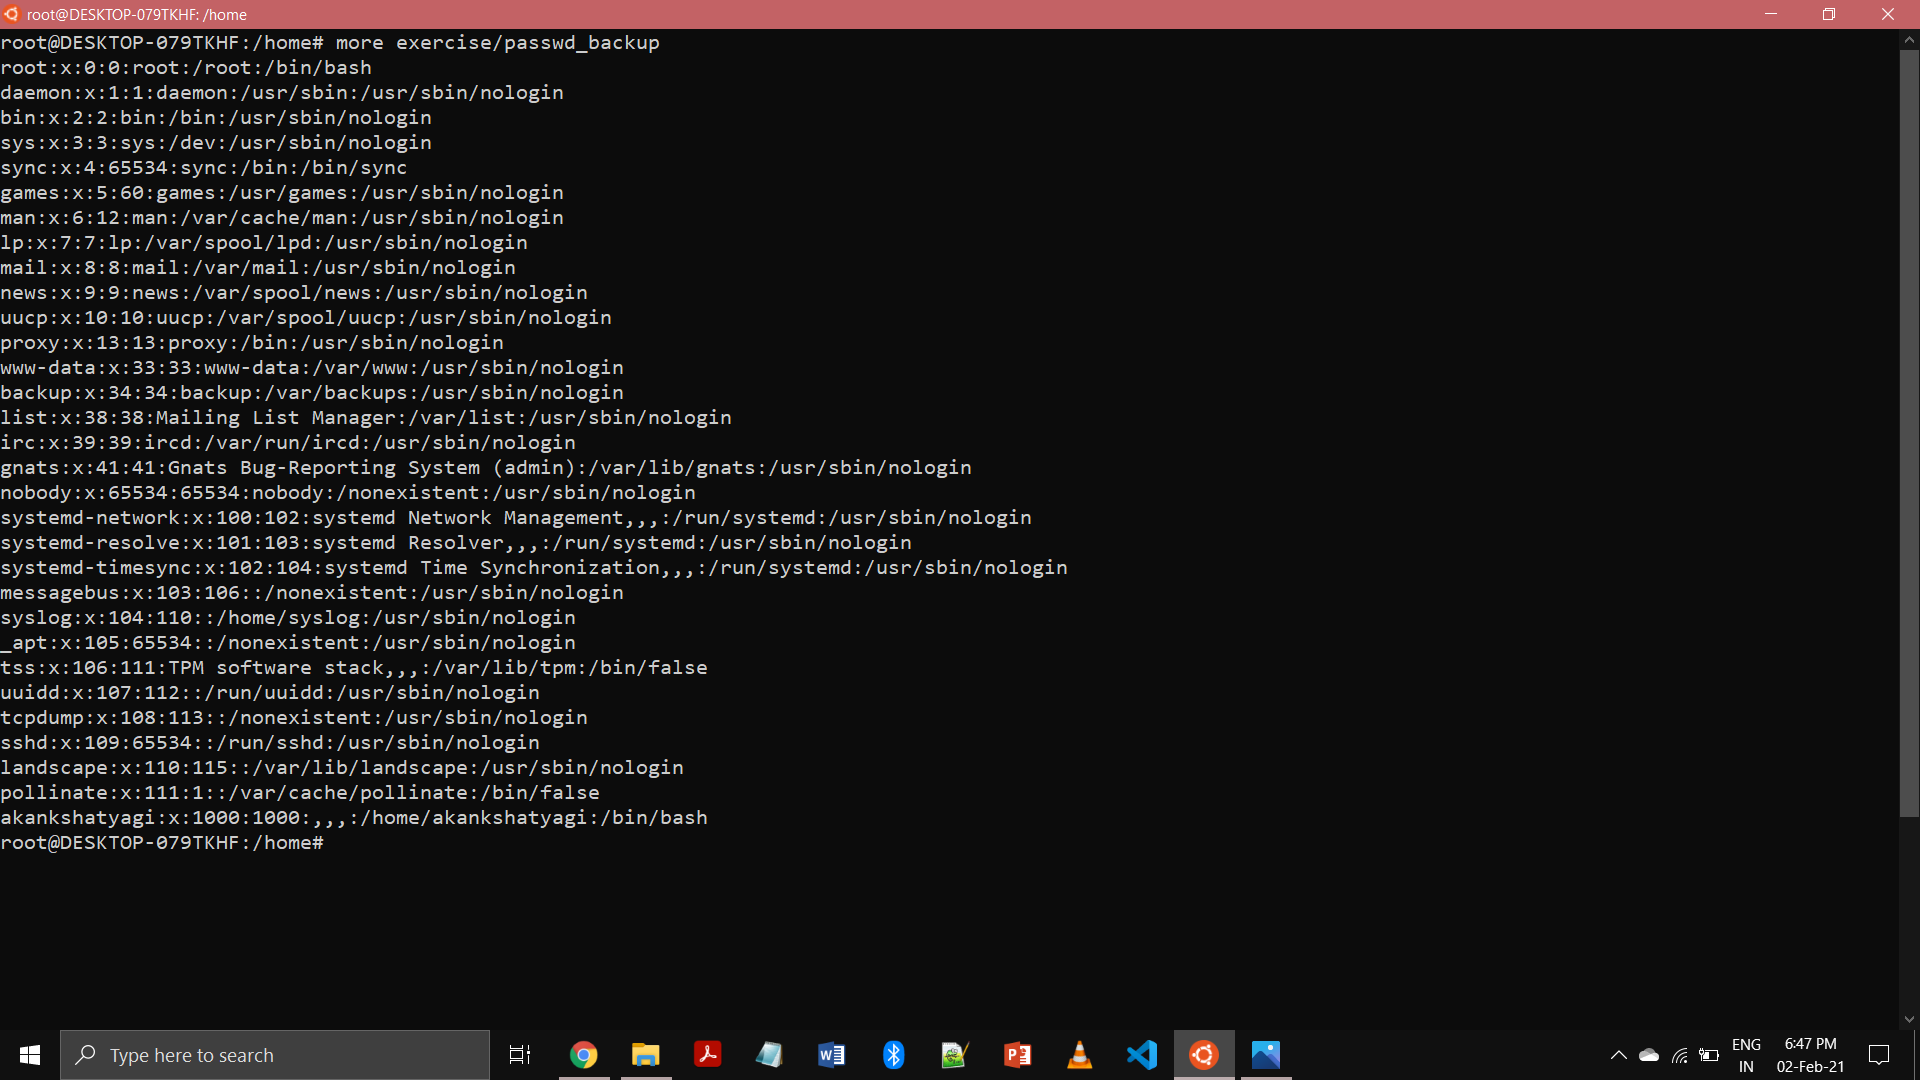 root@DESKTOP-079TKHF: /home
root@DESKTOP-079TKHF:/home# more exercise/passwd_backup
root:x:0:0:root:/root:/bin/bash
daemon:x:1:1:daemon:/usr/sbin:/usr/sbin/nologin
bin:x:2:2:bin:/bin:/usr/sbin/nologin
sys:x:3:3:sys:/dev:/usr/sbin/nologin
sync:x:4:65534:sync:/bin:/bin/sync
games:x:5:60:games:/usr/games:/usr/sbin/nologin
man:x:6:12:man:/var/cache/man:/usr/sbin/nologin
lp:x:7:7:lp:/var/spool/lpd:/usr/sbin/nologin
mail:x:8:8:mail:/var/mail:/usr/sbin/nologin
news:x:9:9:news:/var/spool/news:/usr/sbin/nologin
uucp:x:10:10:uucp:/var/spool/uucp:/usr/sbin/nologin
proxy:x:13:13:proxy:/bin:/usr/sbin/nologin
www-data:x:33:33:www-data:/var/www:/usr/sbin/nologin
backup:x:34:34:backup:/var/backups:/usr/sbin/nologin
list:x:38:38:Mailing List Manager:/var/list:/usr/sbin/nologin
irc:x:39:39:ircd:/var/run/ircd:/usr/sbin/nologin
gnats:x:41:41:Gnats Bug-Reporting System (admin):/var/lib/gnats:/usr/sbin/nologin
nobody:x:65534:65534:nobody:/nonexistent:/usr/sbin/nologin
systemd-network:x:100:102:systemd Network Management,,,:/run/systemd:/usr/sbin/nologin
systemd-resolve:x:101:103:systemd Resolver,,,:/run/systemd:/usr/sbin/nologin
systemd-timesync:x:102:104:systemd Time Synchronization,,,:/run/systemd:/usr/sbin/nologin
messagebus:x:103:106::/nonexistent:/usr/sbin/nologin
syslog:x:104:110::/home/syslog:/usr/sbin/nologin
_apt:x:105:65534::/nonexistent:/usr/sbin/nologin
tss:x:106:111:TPM software stack,,,:/var/lib/tpm:/bin/false
uuidd:x:107:112::/run/uuidd:/usr/sbin/nologin
tcpdump:x:108:113::/nonexistent:/usr/sbin/nologin
sshd:x:109:65534::/run/sshd:/usr/sbin/nologin
landscape:x:110:115::/var/lib/landscape:/usr/sbin/nologin
pollinate:x:111:1::/var/cache/pollinate:/bin/false
akankshatyagi:x:1000:1000:,,,:/home/akankshatyagi:/bin/bash
root@DESKTOP-079TKHF:/home#
Type here to search
ENG
IN
6:47 PM
02-Feb-21